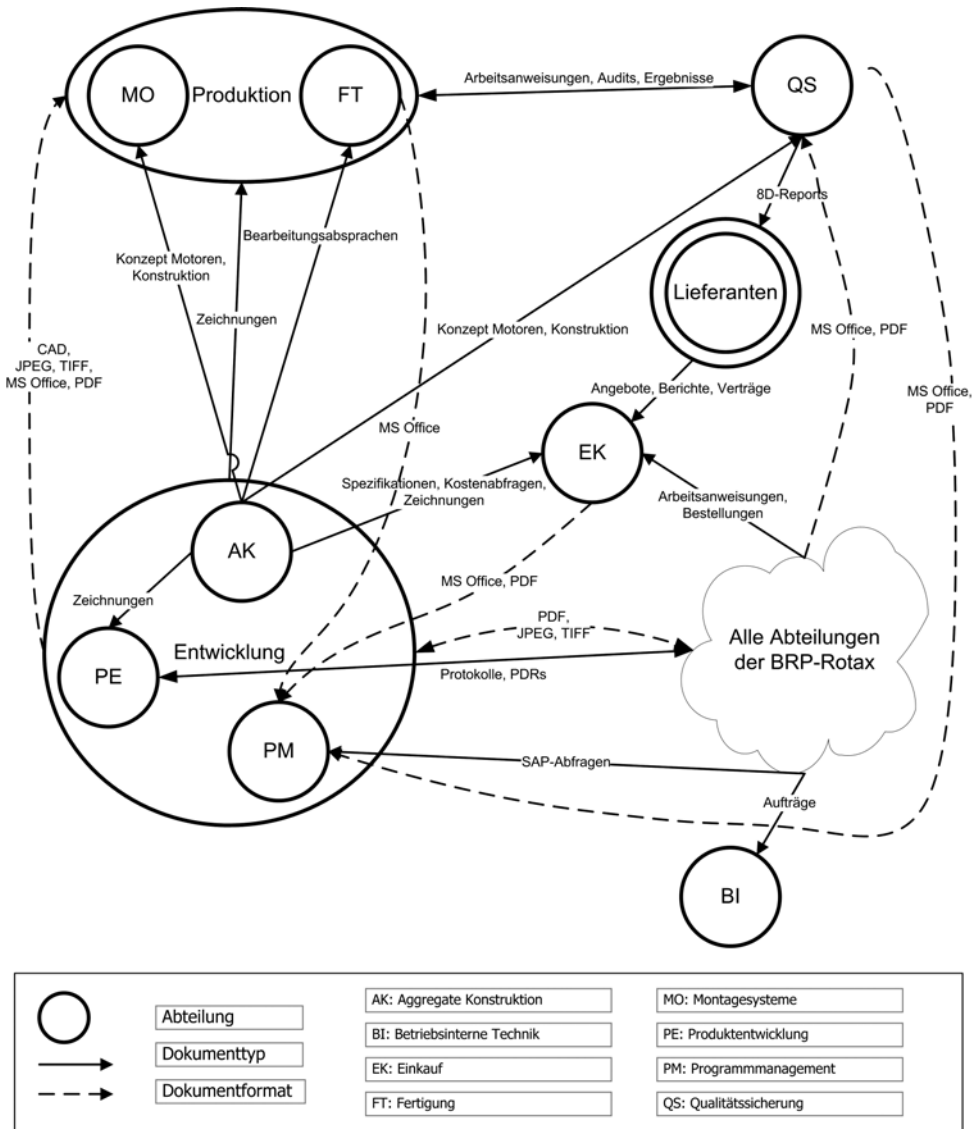 MO
Produktion
FT
Arbeitsanweisungen, Audits, Ergebnisse
QS
8D-Reports
Bearbeitungsabsprachen
Konzept Motoren,
Konstruktion
Lieferanten
Zeichnungen
Konzept Motoren, Konstruktion
MS Office, PDF
CAD,
JPEG, TIFF,
MS Office, PDF
Angebote, Berichte, Verträge
MS Office,
PDF
MS Office
EK
Spezifikationen, Kostenabfragen,
Zeichnungen
Arbeitsanweisungen,
Bestellungen
AK
MS Office, PDF
Zeichnungen
PDF,
JPEG, TIFF
Alle Abteilungen
der BRP-Rotax
Entwicklung
PE
Protokolle, PDRs
PM
SAP-Abfragen
Aufträge
BI
Abteilung
Dokumenttyp
Dokumentformat
AK: Aggregate Konstruktion
BI: Betriebsinterne Technik
EK: Einkauf
FT: Fertigung
MO: Montagesysteme
PE: Produktentwicklung
PM: Programmmanagement
QS: Qualitätssicherung